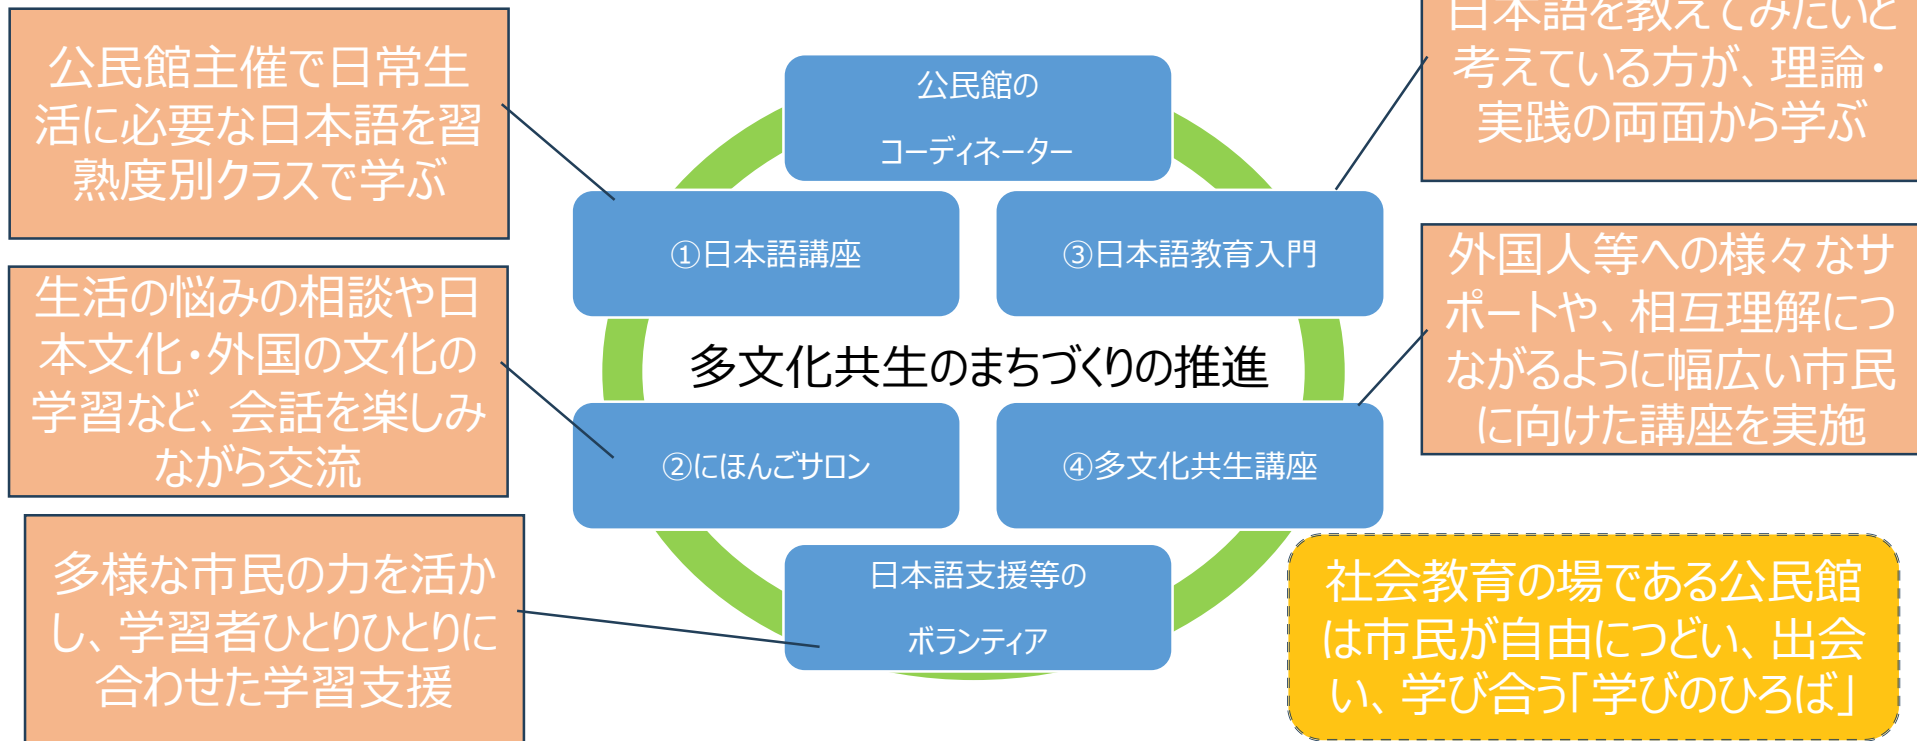 公民館主催で日常生
活に必要な日本語を習
熟度別クラスで学ぶ
生活の悩みの相談や日
本文化・外国の文化の
学習など、会話を楽しみ
ながら交流
多様な市民の力を活か
し、学習者ひとりひとりに
合わせた学習支援
公民館の
コーディネーター
①日本語講座
③日本語教育入門
多文化共生のまちづくりの推進
②にほんごサロン
④多文化共生講座
日本語支援等の
ボランティア
日本語を教えてみたいと
考えている方が、理論・
実践の両面から学ぶ
外国人等への様々なサ
ポートや、相互理解につ
ながるように幅広い市民
に向けた講座を実施
社会教育の場である公民館
は市民が自由につどい、出会
い、学び合う「学びのひろば」